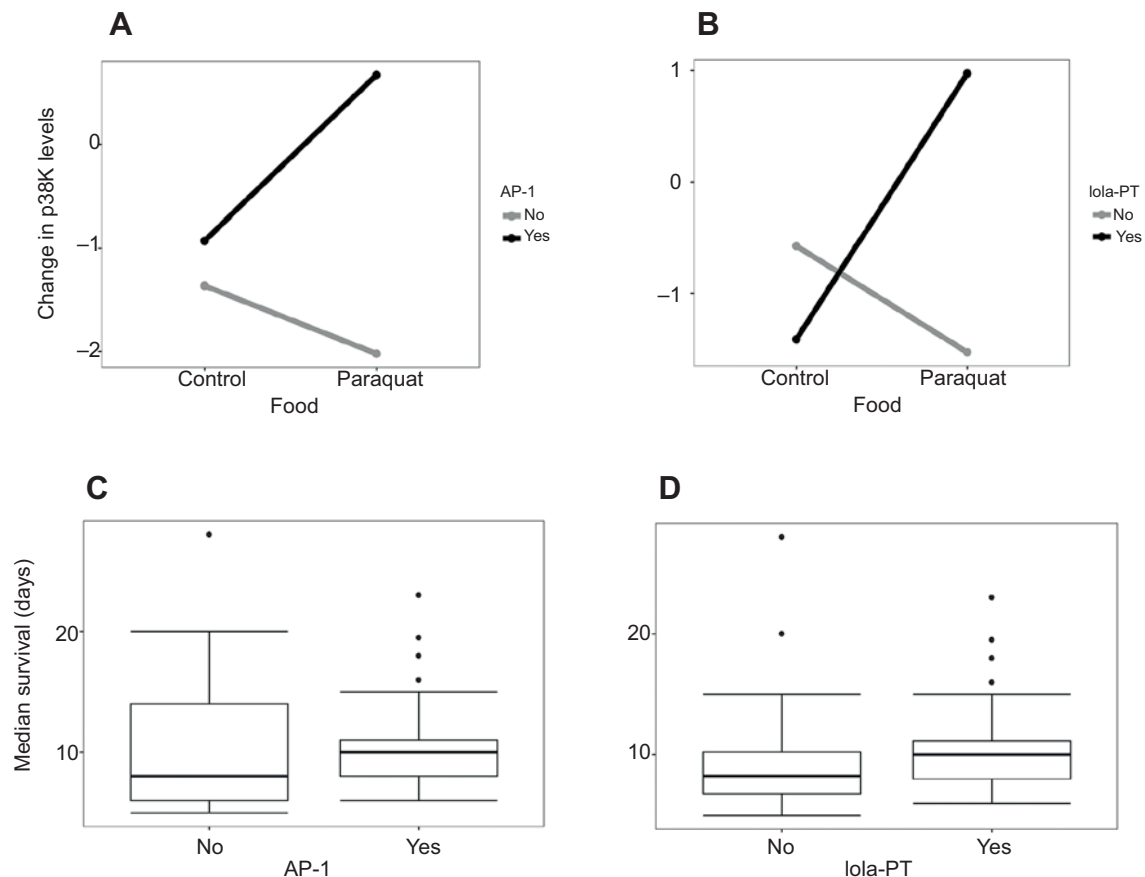 A
B
Change in p38K levels
0
–1
–2
Control
Paraquat
Food
AP-1
No
Yes
1
0
–1
Control
Paraquat
Food
lola-PT
No
Yes
C
D
Median survival (days)
20
10
No
Yes
AP-1
20
10
No
Yes
lola-PT